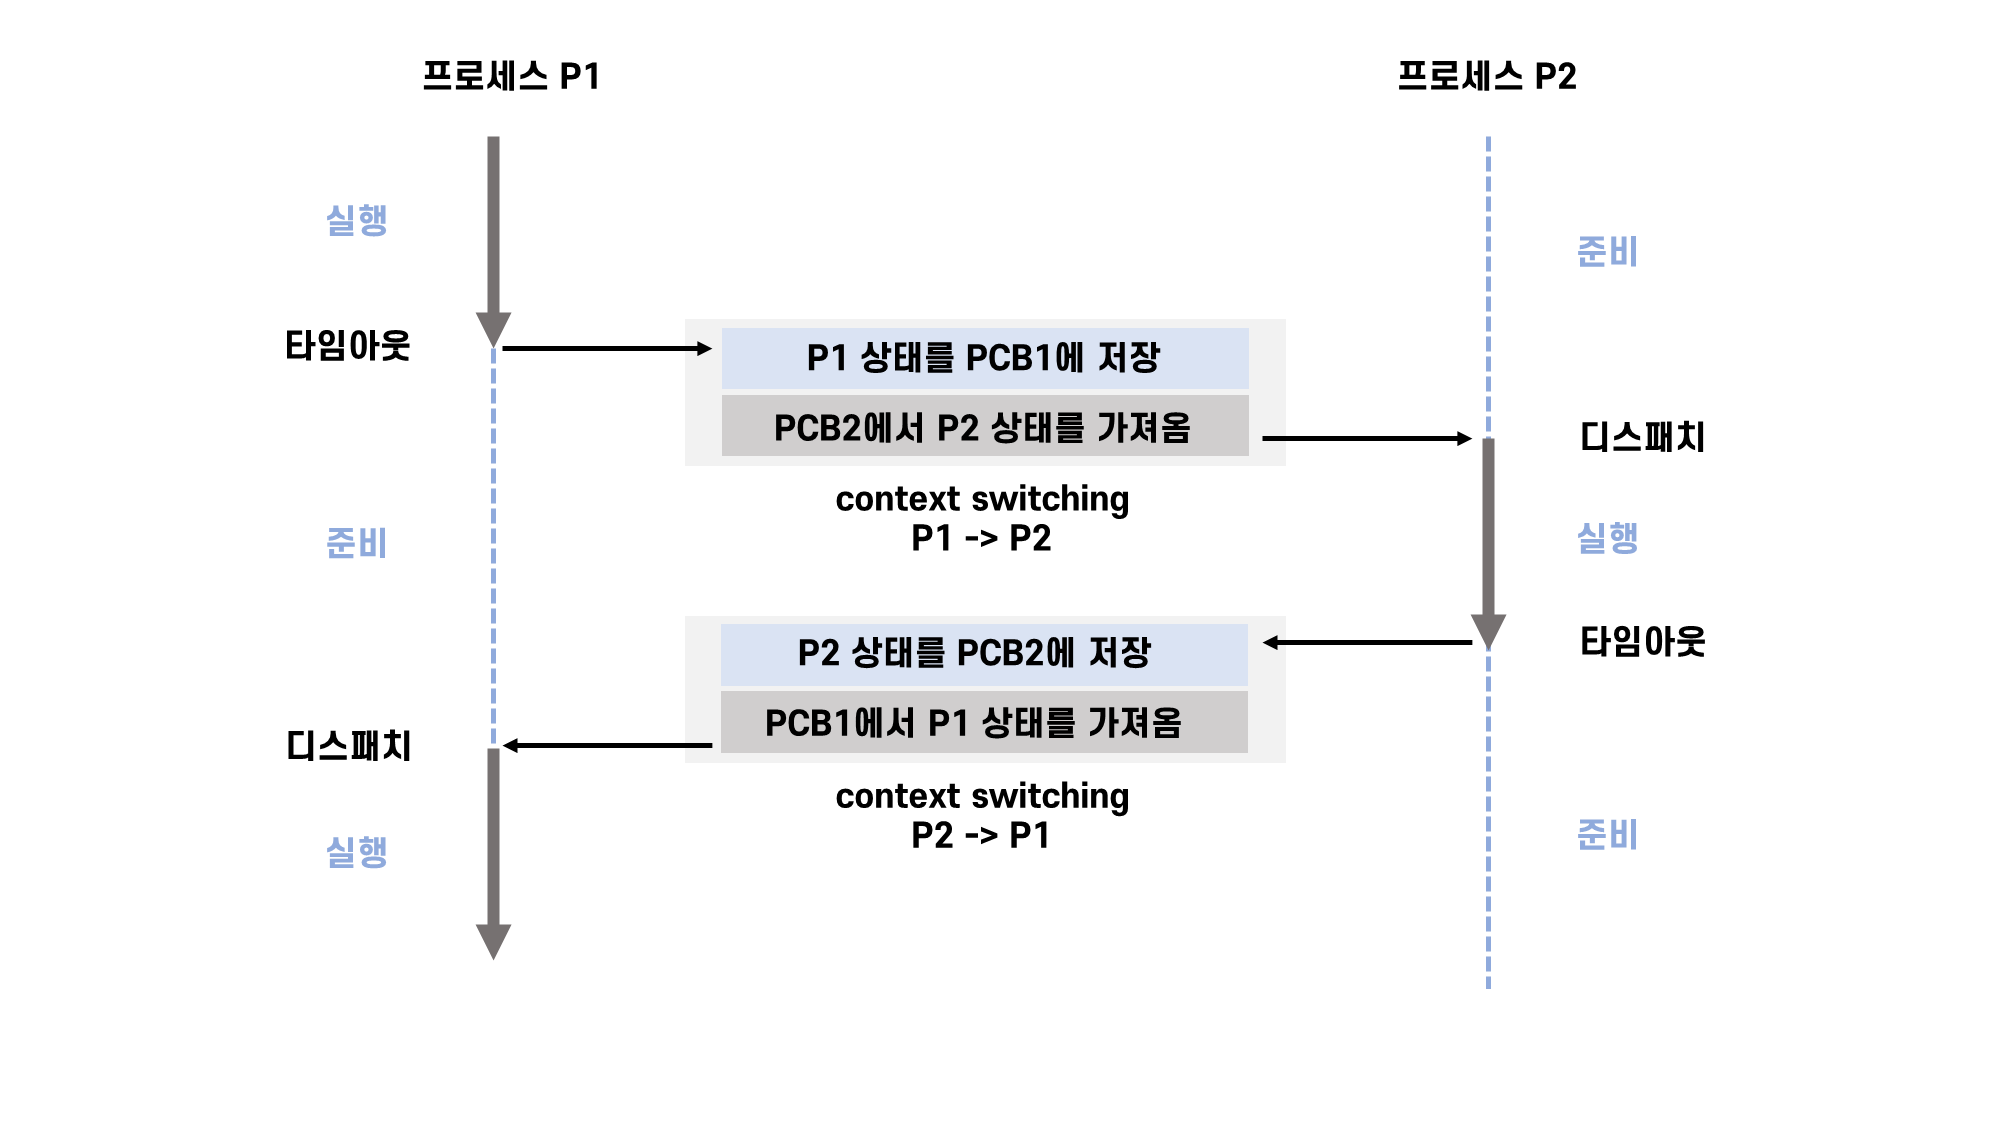 프로세스 P1
프로세스 P2
실행
준비
타임아웃
P1 상태를 PCB1에 저장
PCB2에서 P2 상태를 가져옴
디스패치
context switching
P1 -> P2
준비
실행
P2 상태를 PCB2에 저장
타임아웃
PCB1에서 P1 상태를 가져옴
디스패치
context switching
P2 -> P1
실행
준비